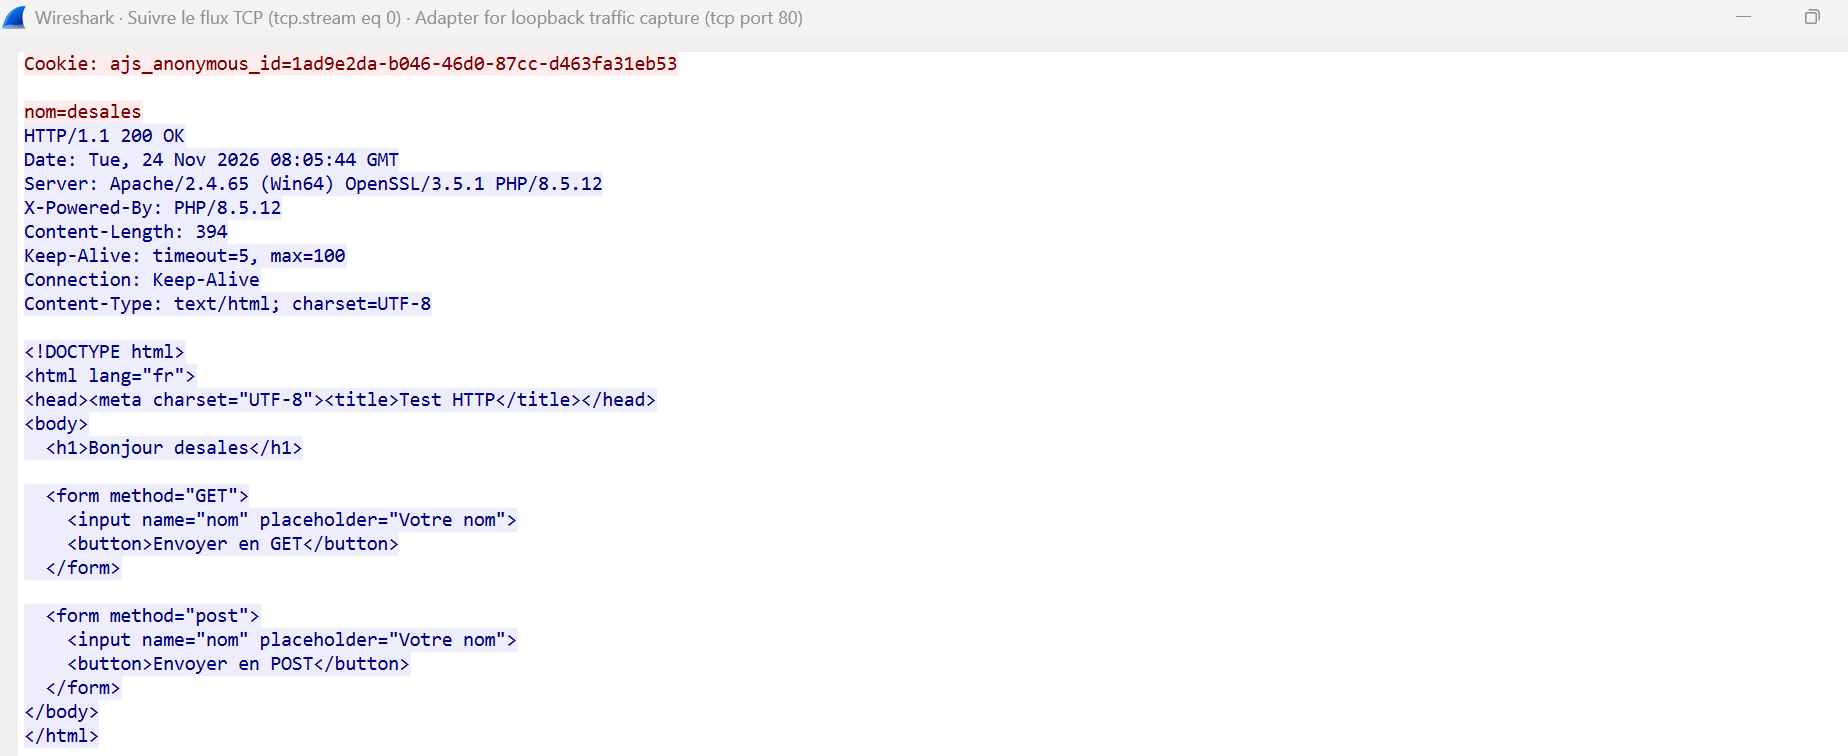 Wireshark · Suivre le flux TCP (tcp.stream eq 0) · Adapter for loopback traffic capture (tcp port 80)
Cookie: ajs_anonymous_id=1ad9e2da-b046-46d0-87cc-d463fa31eb53
nom=desales
HTTP/1.1 200 OK
Date: Tue, 24 Nov 2026 08:05:44 GMT
Server: Apache/2.4.65 (Win64) OpenSSL/3.5.1 PHP/8.5.12
X-Powered-By: PHP/8.5.12
Content-Length: 394
Keep-Alive: timeout=5, max=100
Connection: Keep-Alive
Content-Type: text/html; charset=UTF-8
<!DOCTYPE html>
<html lang="fr">
<head><meta charset="UTF-8"><title>Test HTTP</title></head>
<body>
  <h1>Bonjour desales</h1>
  <form method="GET">
    <input name="nom" placeholder="Votre nom">
    <button>Envoyer en GET</button>
  </form>
  <form method="post">
    <input name="nom" placeholder="Votre nom">
    <button>Envoyer en POST</button>
  </form>
</body>
</html>